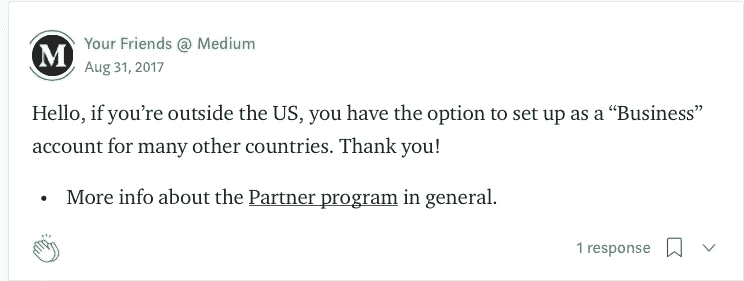 M
Your Friends @ Medium
Aug 31, 2017
Hello, if you’re outside the US, you have the option to set up as a “Business”
account for many other countries. Thank you!
• More info about the Partner program in general.
1 response